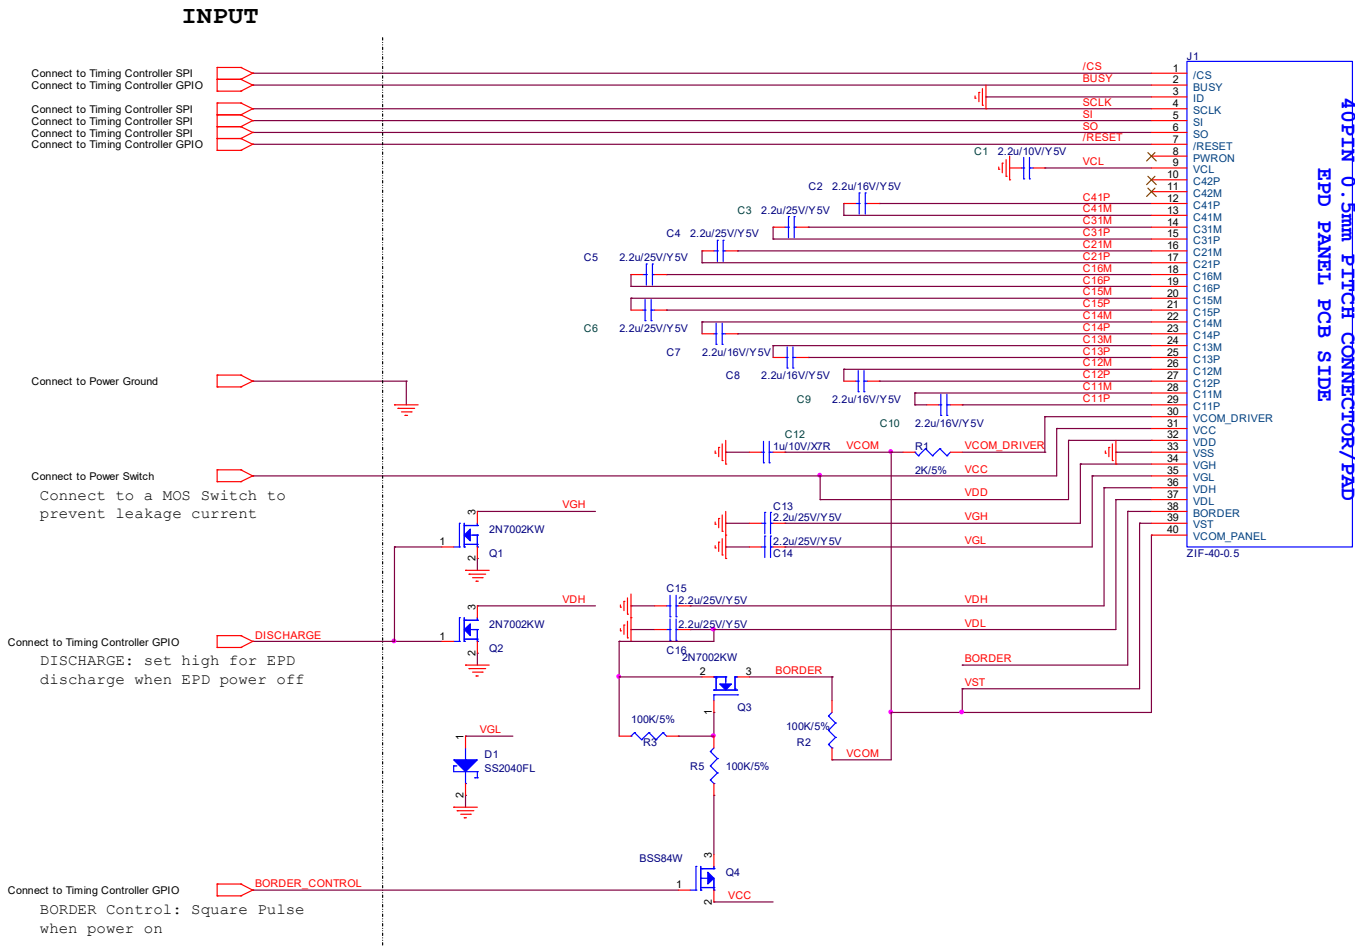 INPUT
J1
Connect to Timing Controller SPI
/CS 1 /CS
Connect to Timing Controller GPIO
BUSY 2 BUSY
3 ID
Connect to Timing Controller SPI
SCLK 4 SCLK
Connect to Timing Controller SPI
SI 5 SI
Connect to Timing Controller SPI
SO 6 SO
Connect to Timing Controller GPIO
/RESET 7 /RESET
8 PWRON
C1 2.2u/10V/Y5V VCL 9 VCL
10 C42P
11 C42M
C2 2.2u/16V/Y5V C41P 12 C41P
C41M 13 C41M
C3 2.2u/25V/Y5V C31M 14 C31M
C31P 15 C31P
C4 2.2u/25V/Y5V C21M 16 C21M
C21P 17 C21P
C5 2.2u/25V/Y5V C16M 18 C16M
C16P 19 C16P
C15M 20 C15M
C6 2.2u/25V/Y5V C15P 21 C15P
C14M 22 C14M
C7 2.2u/16V/Y5V C14P 23 C14P
C13M 24 C13M
C8 2.2u/16V/Y5V C13P 25 C13P
C12M 26 C12M
C9 2.2u/16V/Y5V C12P 27 C12P
C11M 28 C11M
C10 2.2u/16V/Y5V C11P 29 C11P
30 VCOM_DRIVER
31 VCC
32 VDD
33 VSS
34 VGH
35 VGL
36 VDH
37 VDL
38 BORDER
39 VST
40 VCOM_PANEL
ZIF-40-0.5
40PIN 0.5mm PITCH CONNECTOR/PAD
EPD PANEL PCB SIDE
Connect to Power Ground
C12
1u/10V/X7R VCOM R1 VCOM_DRIVER
2K/5%
Connect to Power Switch
VCC
Connect to a MOS Switch to
prevent leakage current
VDD
C13
2.2u/25V/Y5V VGH
2.2u/25V/Y5V VGL
C14
3 VGH
2N7002KW
1
Q1
2
C15
2.2u/25V/Y5V VDH
2.2u/25V/Y5V VDL
C16
3 VDH
2N7002KW
1
Q2
2
Connect to Timing Controller GPIO
DISCHARGE
DISCHARGE: set high for EPD
discharge when EPD power off
2N7002KW
2 3 BORDER
1 Q3
BORDER
VST
100K/5%
R3
100K/5%
R2
VCOM
R5 100K/5%
1 VGL
D1
SS2040FL
2
BSS84W 3
Q4
1
2 VCC
Connect to Timing Controller GPIO
BORDER_CONTROL
BORDER Control: Square Pulse
when power on